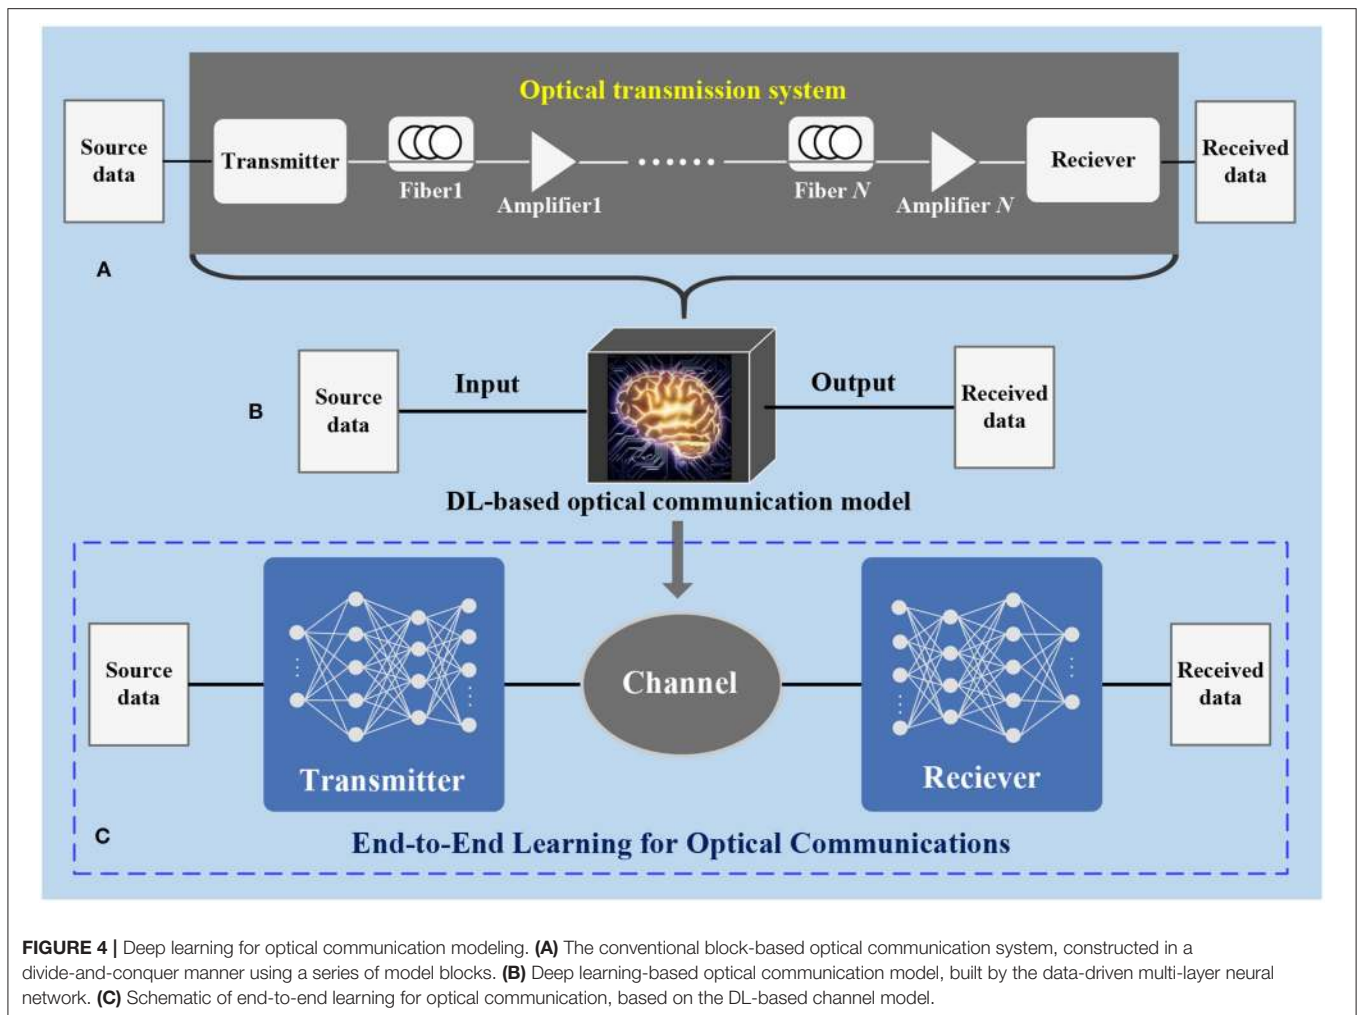 Optical transmission system
Source
data
Transmitter
Fiber1
Amplifier1
......
Fiber N
Amplifier N
Reciever
Received
data
A
B
Source
data
Input
Output
Received
data
DL-based optical communication model
Source
data
Transmitter
Channel
Reciever
Received
data
C
End-to-End Learning for Optical Communications
FIGURE 4 | Deep learning for optical communication modeling. (A) The conventional block-based optical communication system, constructed in a
divide-and-conquer manner using a series of model blocks. (B) Deep learning-based optical communication model, built by the data-driven multi-layer neural
network. (C) Schematic of end-to-end learning for optical communication, based on the DL-based channel model.